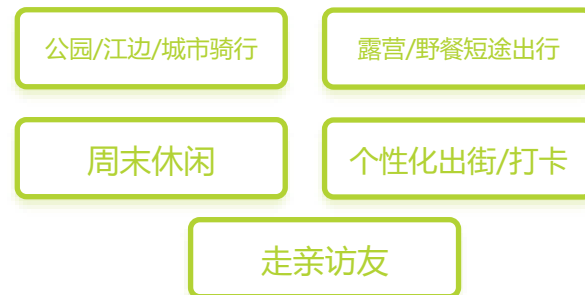 公园/江边/城市骑行
露营/野餐短途出行
周末休闲
个性化出街/打卡
走亲访友